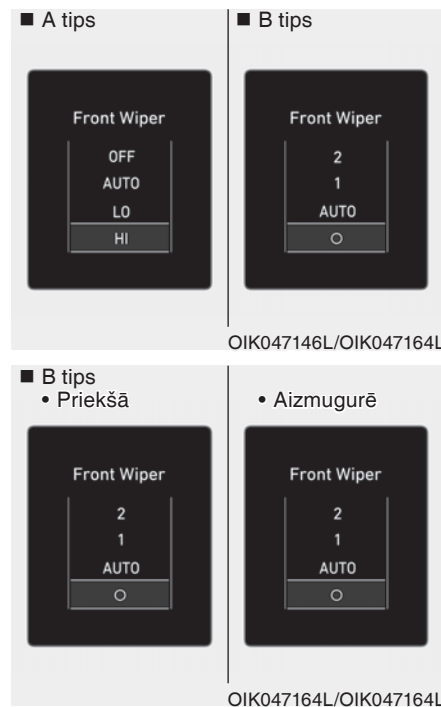 ■ A tips
Front Wiper
OFF
AUTO
LO
HI
■ B tips
Front Wiper
2
1
AUTO
O
OIK047146L/OIK047164L
■ B tips
• Priekšā
Front Wiper
2
1
AUTO
O
• Aizmugurē
Front Wiper
2
1
AUTO
O
OIK047164L/OIK047164L